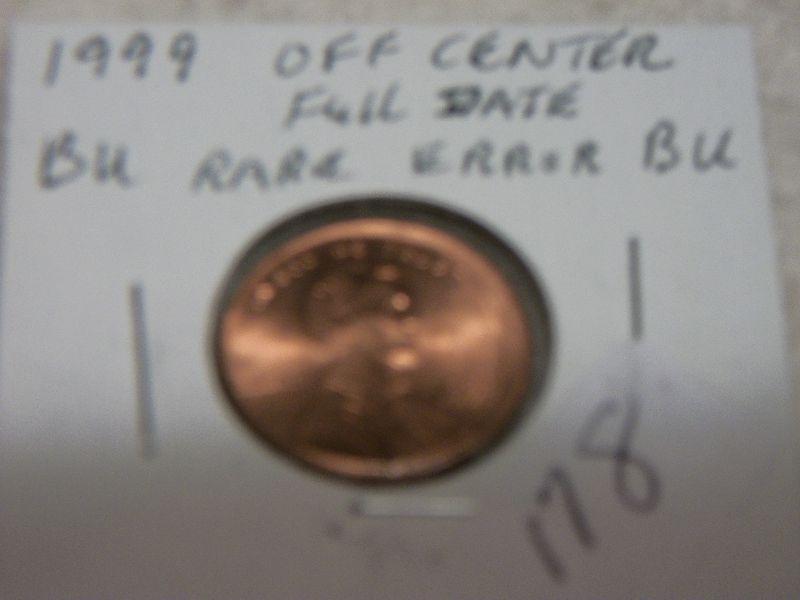 1999 OFF CENTER
FULL DATE
BU RARE ERROR BU
178